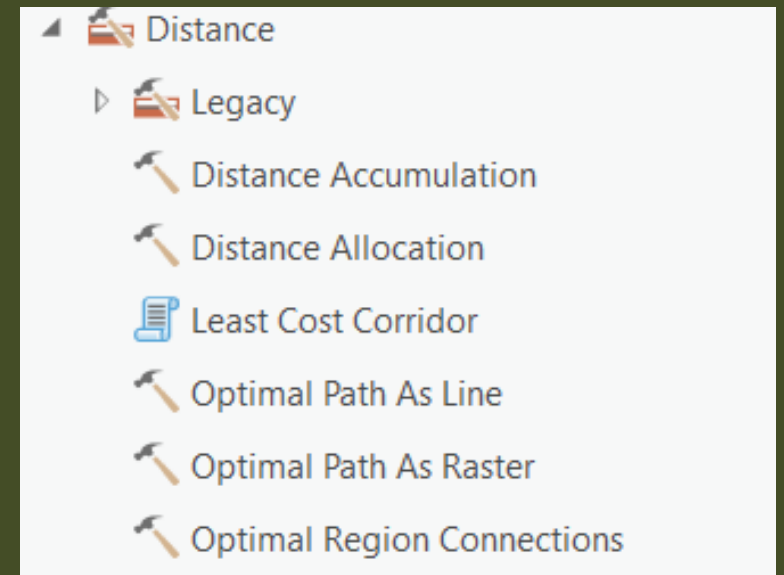 Distance
Legacy
Distance Accumulation
Distance Allocation
Least Cost Corridor
Optimal Path As Line
Optimal Path As Raster
Optimal Region Connections